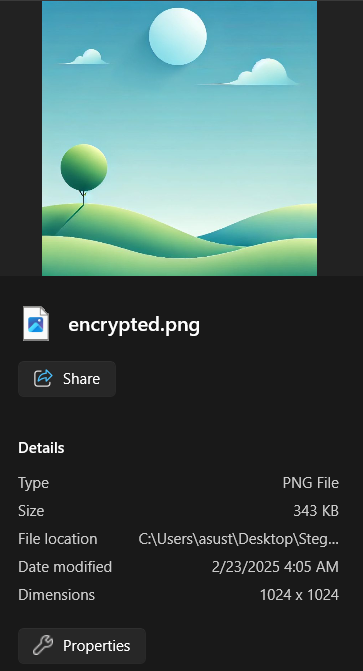 encrypted.png
Share
Details
Type PNG File
Size 343 KB
File location C:\Users\asust\Desktop\Steg...
Date modified 2/23/2025 4:05 AM
Dimensions 1024 x 1024
Properties